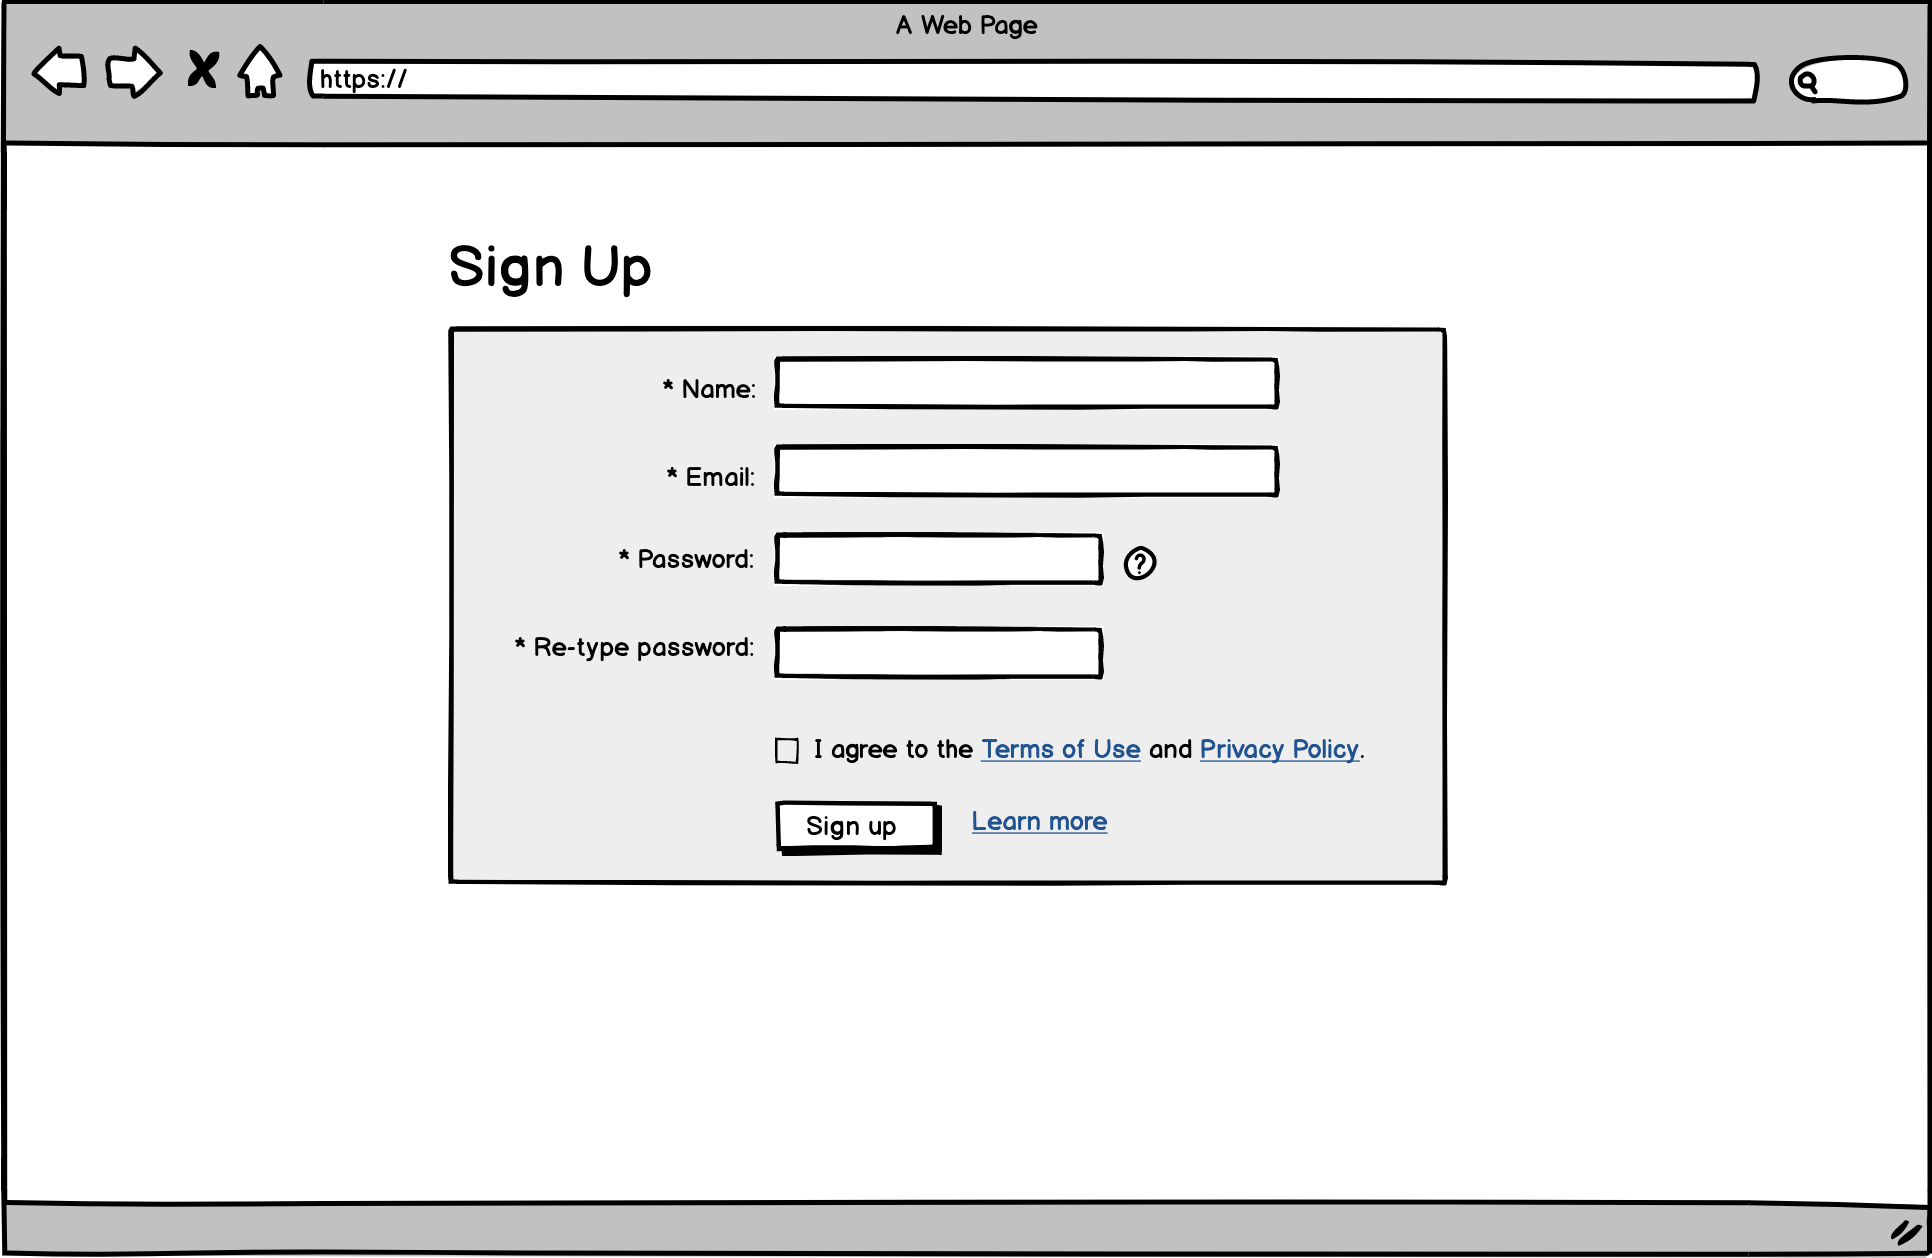 A Web Page
https://
Sign Up
* Name:
* Email:
* Password:
?
* Re-type password:
I agree to the Terms of Use and Privacy Policy.
Sign up
Learn more